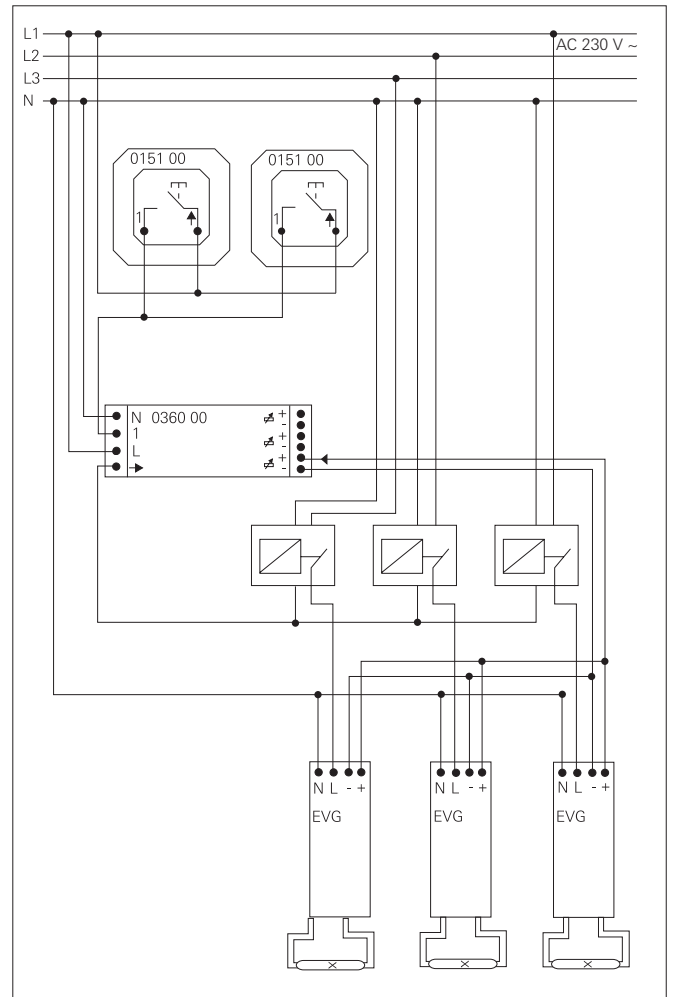 L1
AC 230 V ~
L2
L3
N
0151 00
0151 00
1
1
N 0360 00
+
1
-
+
L
-
+
-
N L - +
N L - +
N L - +
EVG
EVG
EVG